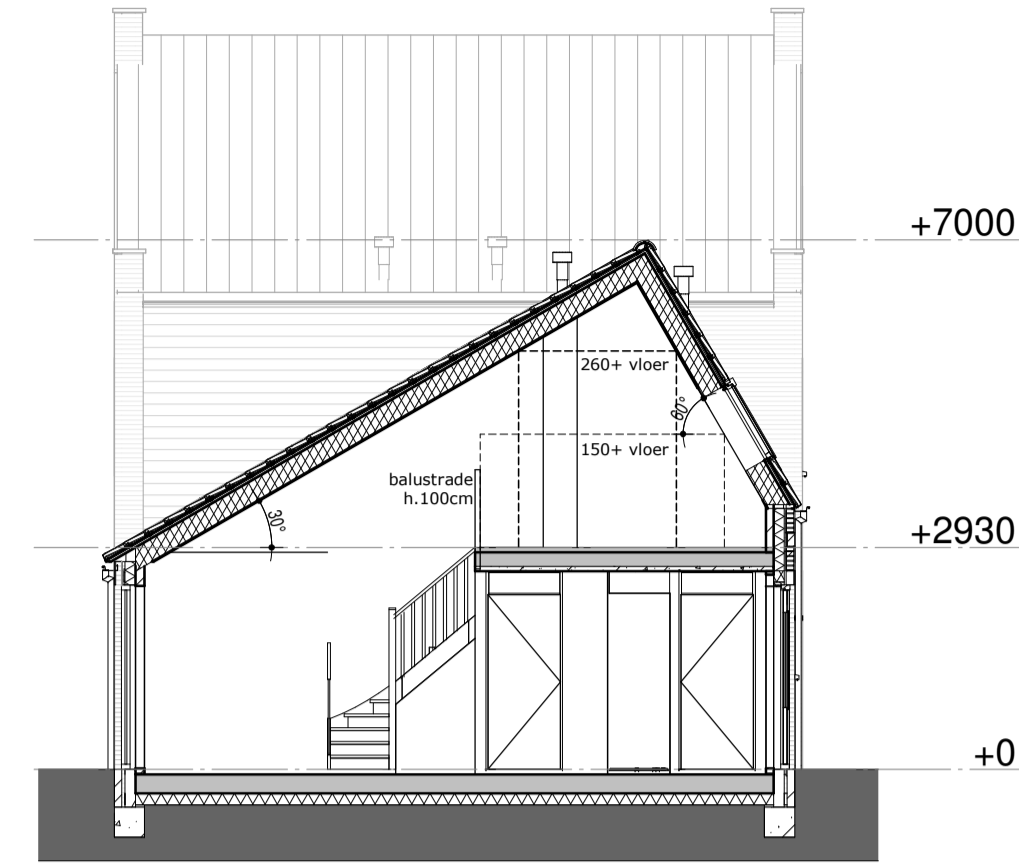 +7000
260+ vloer
60°
150+ vloer
balustrade
h.100cm
30°
+2930
+0